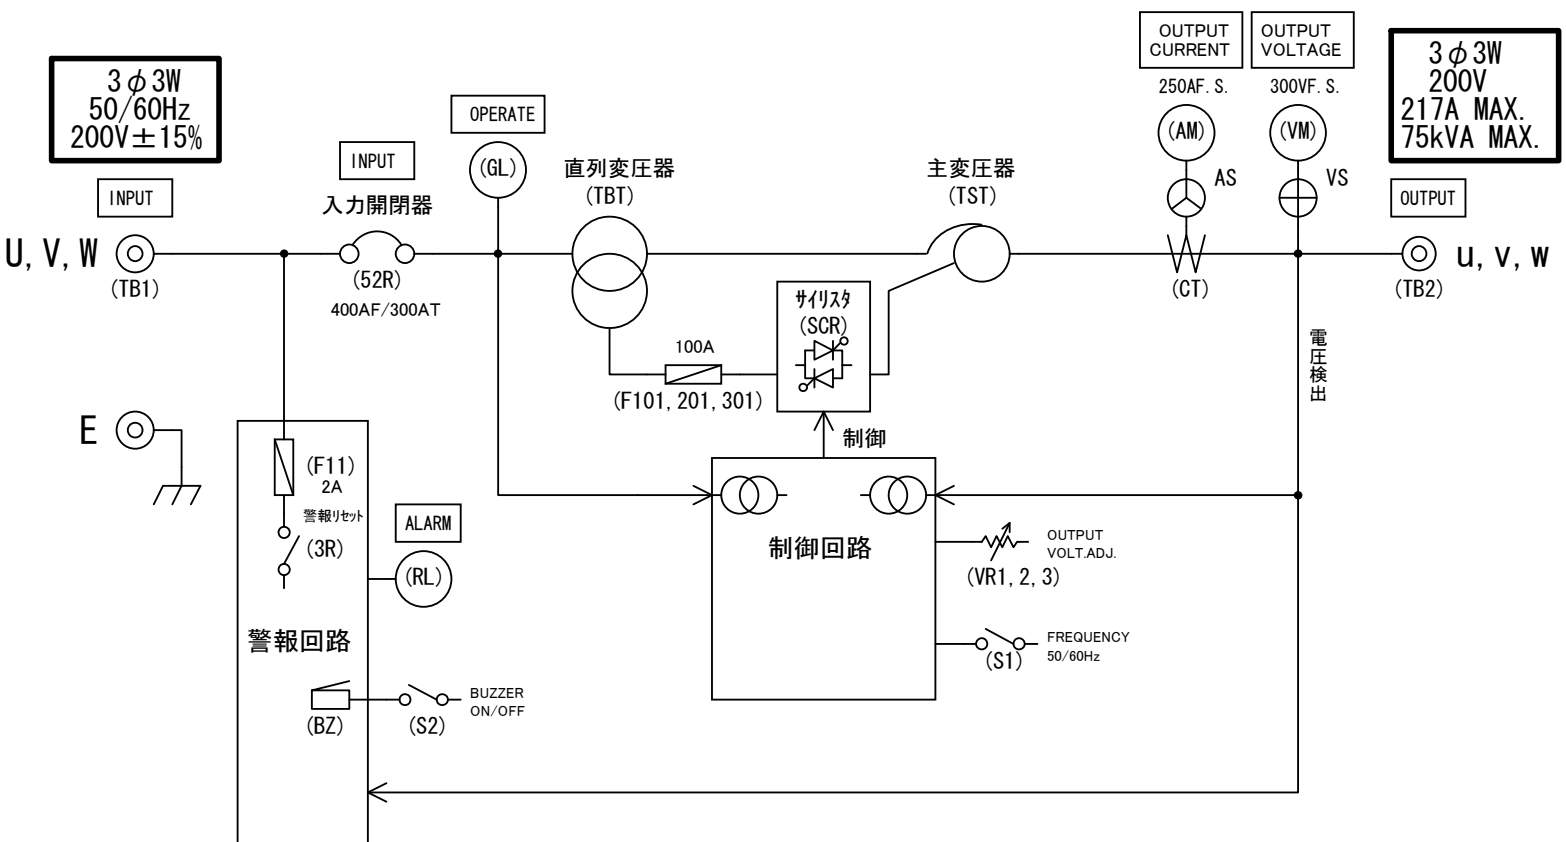 3φ3W
50/60Hz
200V±15%
INPUT
U, V, W
(TB1)
E
INPUT
入力開閉器
(52R)
400AF/300AT
OPERATE
(GL)
直列変圧器
(TBT)
100A
(F101, 201, 301)
サイリスタ
(SCR)
制御
主変圧器
(TST)
OUTPUT
CURRENT
250AF. S.
(AM)
AS
(CT)
OUTPUT
VOLTAGE
300VF. S.
(VM)
VS
3φ3W
200V
217A MAX.
75kVA MAX.
OUTPUT
u, v, w
(TB2)
電圧検出
(F11)
2A
警報リセット
(3R)
ALARM
(RL)
警報回路
(BZ)
(S2)
BUZZER
ON/OFF
制御回路
OUTPUT
VOLT.ADJ.
(VR1, 2, 3)
(S1)
FREQUENCY
50/60Hz